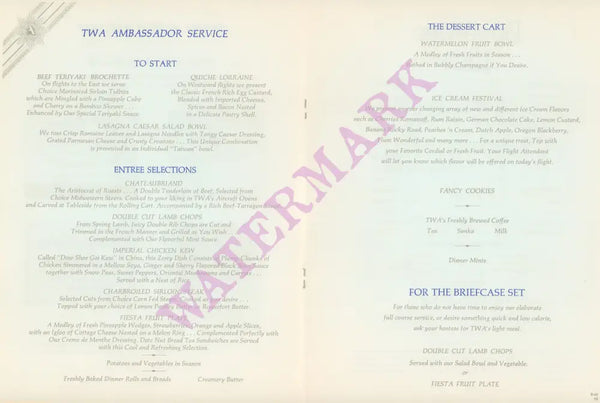 TWA AMBASSADOR SERVICE
TO START
BEEF TERIYAKI BROCHETTE
On flights to the East we serve
Choice Marinated Sirloin Tidbits
which are Mingled with a Pineapple Cube
and Cherry on a Bamboo Skewer . . .
Enhanced by Our Special Teriyaki Sauce
QUICHE LORRAINE
On Westward flights we present
the Classic French Rich Egg Custard,
Blended with Imported Cheeses,
Spices and Bacon Nested
in a Delicate Pastry Shell.
LASAGNA CAESAR SALAD BOWL
We toss Crisp Romaine Lettuce and Lasagna Noodles with Tangy Caesar Dressing,
Grated Parmesan Cheese and Crusty Croutons . . . This Unique Combination
is presented in an Individual "Taiwan" bowl.
ENTREE SELECTIONS
CHATEAUBRIAND
The Aristocrat of Roasts . . . A Double Tenderloin of Beef, Selected from
Choice Midwestern Steers. Cooked to your liking in TWA's Aircraft Ovens
and Carved at Tableside from the Rolling Cart. Accompanied by a Rich Beef-Tarragon
DOUBLE CUT LAMB CHOPS
From Spring Lamb, Juicy Double Rib Chops are Cut and
Trimmed in the French Manner and Grilled as You Wish
Complemented with Our Flavorful Mint Sauce
IMPERIAL CHICKEN KEW
Called "Doo Shee Gai Kew" in China, this Zesty Dish Consists of Plump Chunks of
Chicken Simmered in a Mellow Soya, Ginger and Sherry Flavored Black Bean Sauce
together with Snow Peas, Sweet Peppers, Oriental Mushrooms and Carrots . . .
Served with a Nest of Rice
CHARBROILED SIRLOIN STEAK
Selected Cuts from Choice Corn Fed Steers Cooked as your desire . . .
Topped with your choice of Lemon Parsley Butter or Roquefort Butter.
FIESTA FRUIT PLATE
A Medley of Fresh Pineapple Wedges, Strawberries, Orange and Apple Slices,
with an Igloo of Cottage Cheese Nested on a Melon Ring . . . Complemented Perfectly with
Our Creme de Menthe Dressing. Date Nut Bread Tea Sandwiches are Served
with this Cool and Refreshing Selection.
Potatoes and Vegetables in Season
Freshly Baked Dinner Rolls and Breads Creamery Butter
THE DESSERT CART
WATERMELON FRUIT BOWL
A Medley of Fresh Fruits in Season . . .
Bathed in Bubbly Champagne if You Desire.
ICE CREAM FESTIVAL
We present an ever changing array of new and different Ice Cream Flavors
such as Cherries Romanoff, Rum Raisin, German Chocolate Cake, Lemon Custard,
Banana Rocky Road, Peaches 'n Cream, Dutch Apple, Oregon Blackberry,
Plum Wonderful and many more . . . For a unique treat, Top with
your Favorite Cordial or Fresh Fruit. Your Flight Attendant
will let you know which flavor will be offered on today's flight.
FANCY COOKIES
TWA's Freshly Brewed Coffee
Tea Sanka Milk
Dinner Mints
FOR THE BRIEFCASE SET
For those who do not have time to enjoy our elaborate
full course service, or desire something quick and low calorie,
ask your hostess for TWA's light meal.
DOUBLE CUT LAMB CHOPS
Served with our Salad Bowl and Vegetable.
or
FIESTA FRUIT PLATE
WATERMARK